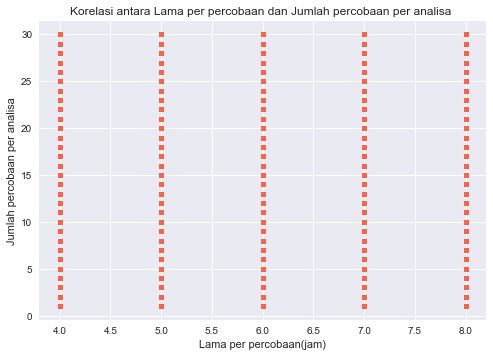 Korelasi antara Lama per percobaan dan Jumlah percobaan per analisa
30
25
20
15
10
5
0
Jumlah percobaan per analisa
4.0 4.5 5.0 5.5 6.0 6.5 7.0 7.5 8.0
Lama per percobaan(jam)